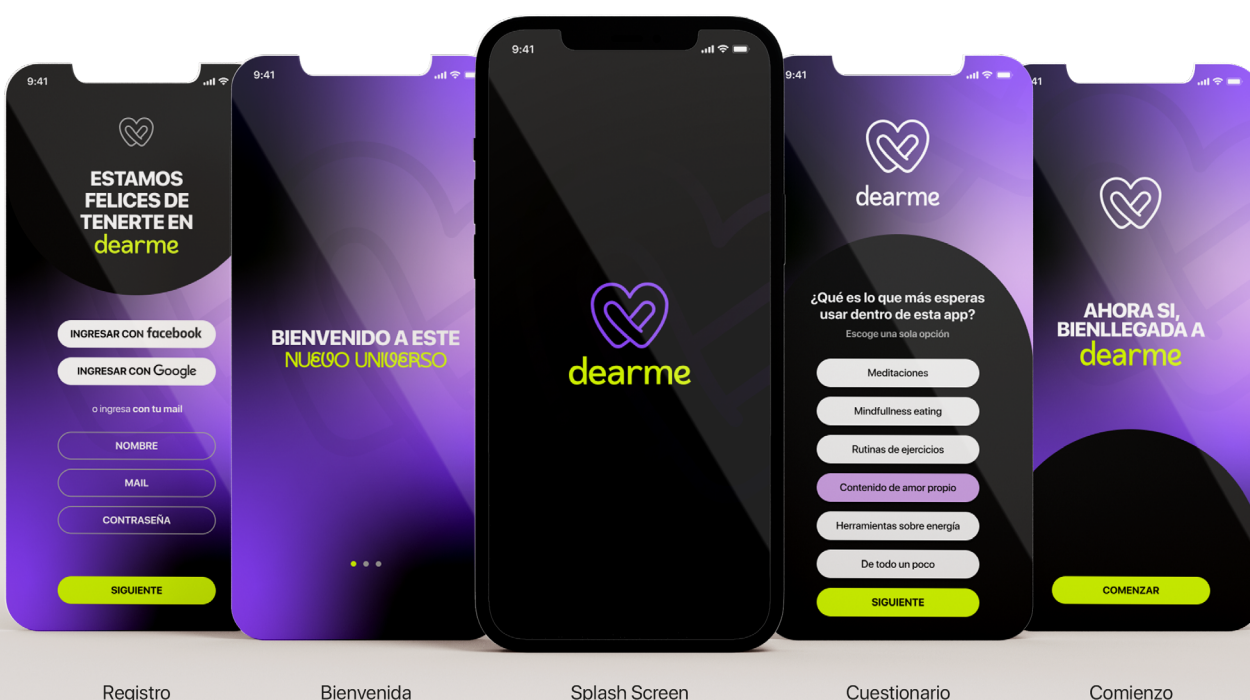 9:41
ESTAMOS
FELICES DE
TENERTE EN
dearme
INGRESAR CON facebook
INGRESAR CON Google
o ingresa con tu mail
NOMBRE
MAIL
CONTRASEÑA
SIGUIENTE
Registro
9:41
BIENVENIDO A ESTE
NUEVO UNIVERSO
Bienvenida
9:41
dearme
Splash Screen
9:41
dearme
¿Qué es lo que más esperas
usar dentro de esta app?
Escoge una sola opción
Meditaciones
Mindfullness eating
Rutinas de ejercicios
Contenido de amor propio
Herramientas sobre energía
De todo un poco
SIGUIENTE
Cuestionario
41
AHORA SI,
BIENLLEGADA A
dearme
COMENZAR
Comienzo